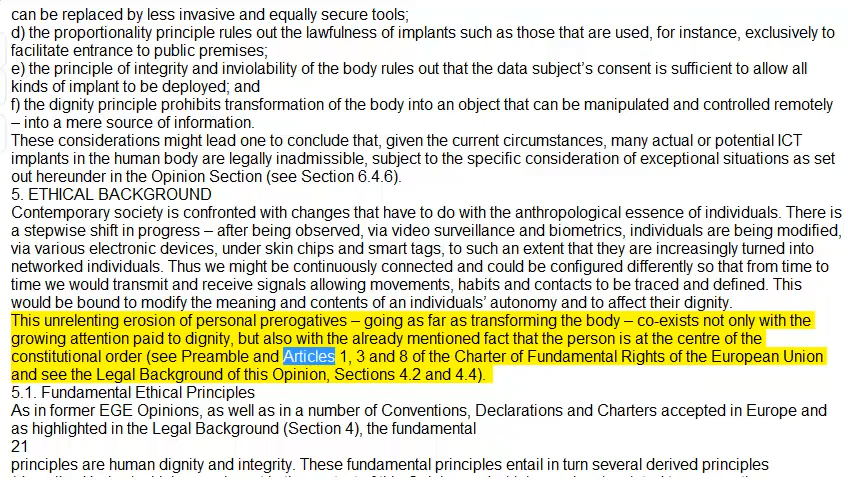 can be replaced by less invasive and equally secure tools;
d) the proportionality principle rules out the lawfulness of implants such as those that are used, for instance, exclusively to
facilitate entrance to public premises;
e) the principle of integrity and inviolability of the body rules out that the data subject's consent is sufficient to allow all
kinds of implant to be deployed; and
f) the dignity principle prohibits transformation of the body into an object that can be manipulated and controlled remotely
– into a mere source of information.
These considerations might lead one to conclude that, given the current circumstances, many actual or potential ICT
implants in the human body are legally inadmissible, subject to the specific consideration of exceptional situations as set
out hereunder in the Opinion Section (see Section 6.4.6).
5. ETHICAL BACKGROUND
Contemporary society is confronted with changes that have to do with the anthropological essence of individuals. There is
a stepwise shift in progress – after being observed, via video surveillance and biometrics, individuals are being modified,
via various electronic devices, under skin chips and smart tags, to such an extent that they are increasingly turned into
networked individuals. Thus we might be continuously connected and could be configured differently so that from time to
time we would transmit and receive signals allowing movements, habits and contacts to be traced and defined. This
would be bound to modify the meaning and contents of an individuals' autonomy and to affect their dignity.
This unrelenting erosion of personal prerogatives – going as far as transforming the body – co-exists not only with the
growing attention paid to dignity, but also with the already mentioned fact that the person is at the centre of the
constitutional order (see Preamble and Articles 1, 3 and 8 of the Charter of Fundamental Rights of the European Union
and see the Legal Background of this Opinion, Sections 4.2 and 4.4).
5.1. Fundamental Ethical Principles
As in former EGE Opinions, as well as in a number of Conventions, Declarations and Charters accepted in Europe and
as highlighted in the Legal Background (Section 4), the fundamental
21
principles are human dignity and integrity. These fundamental principles entail in turn several derived principles